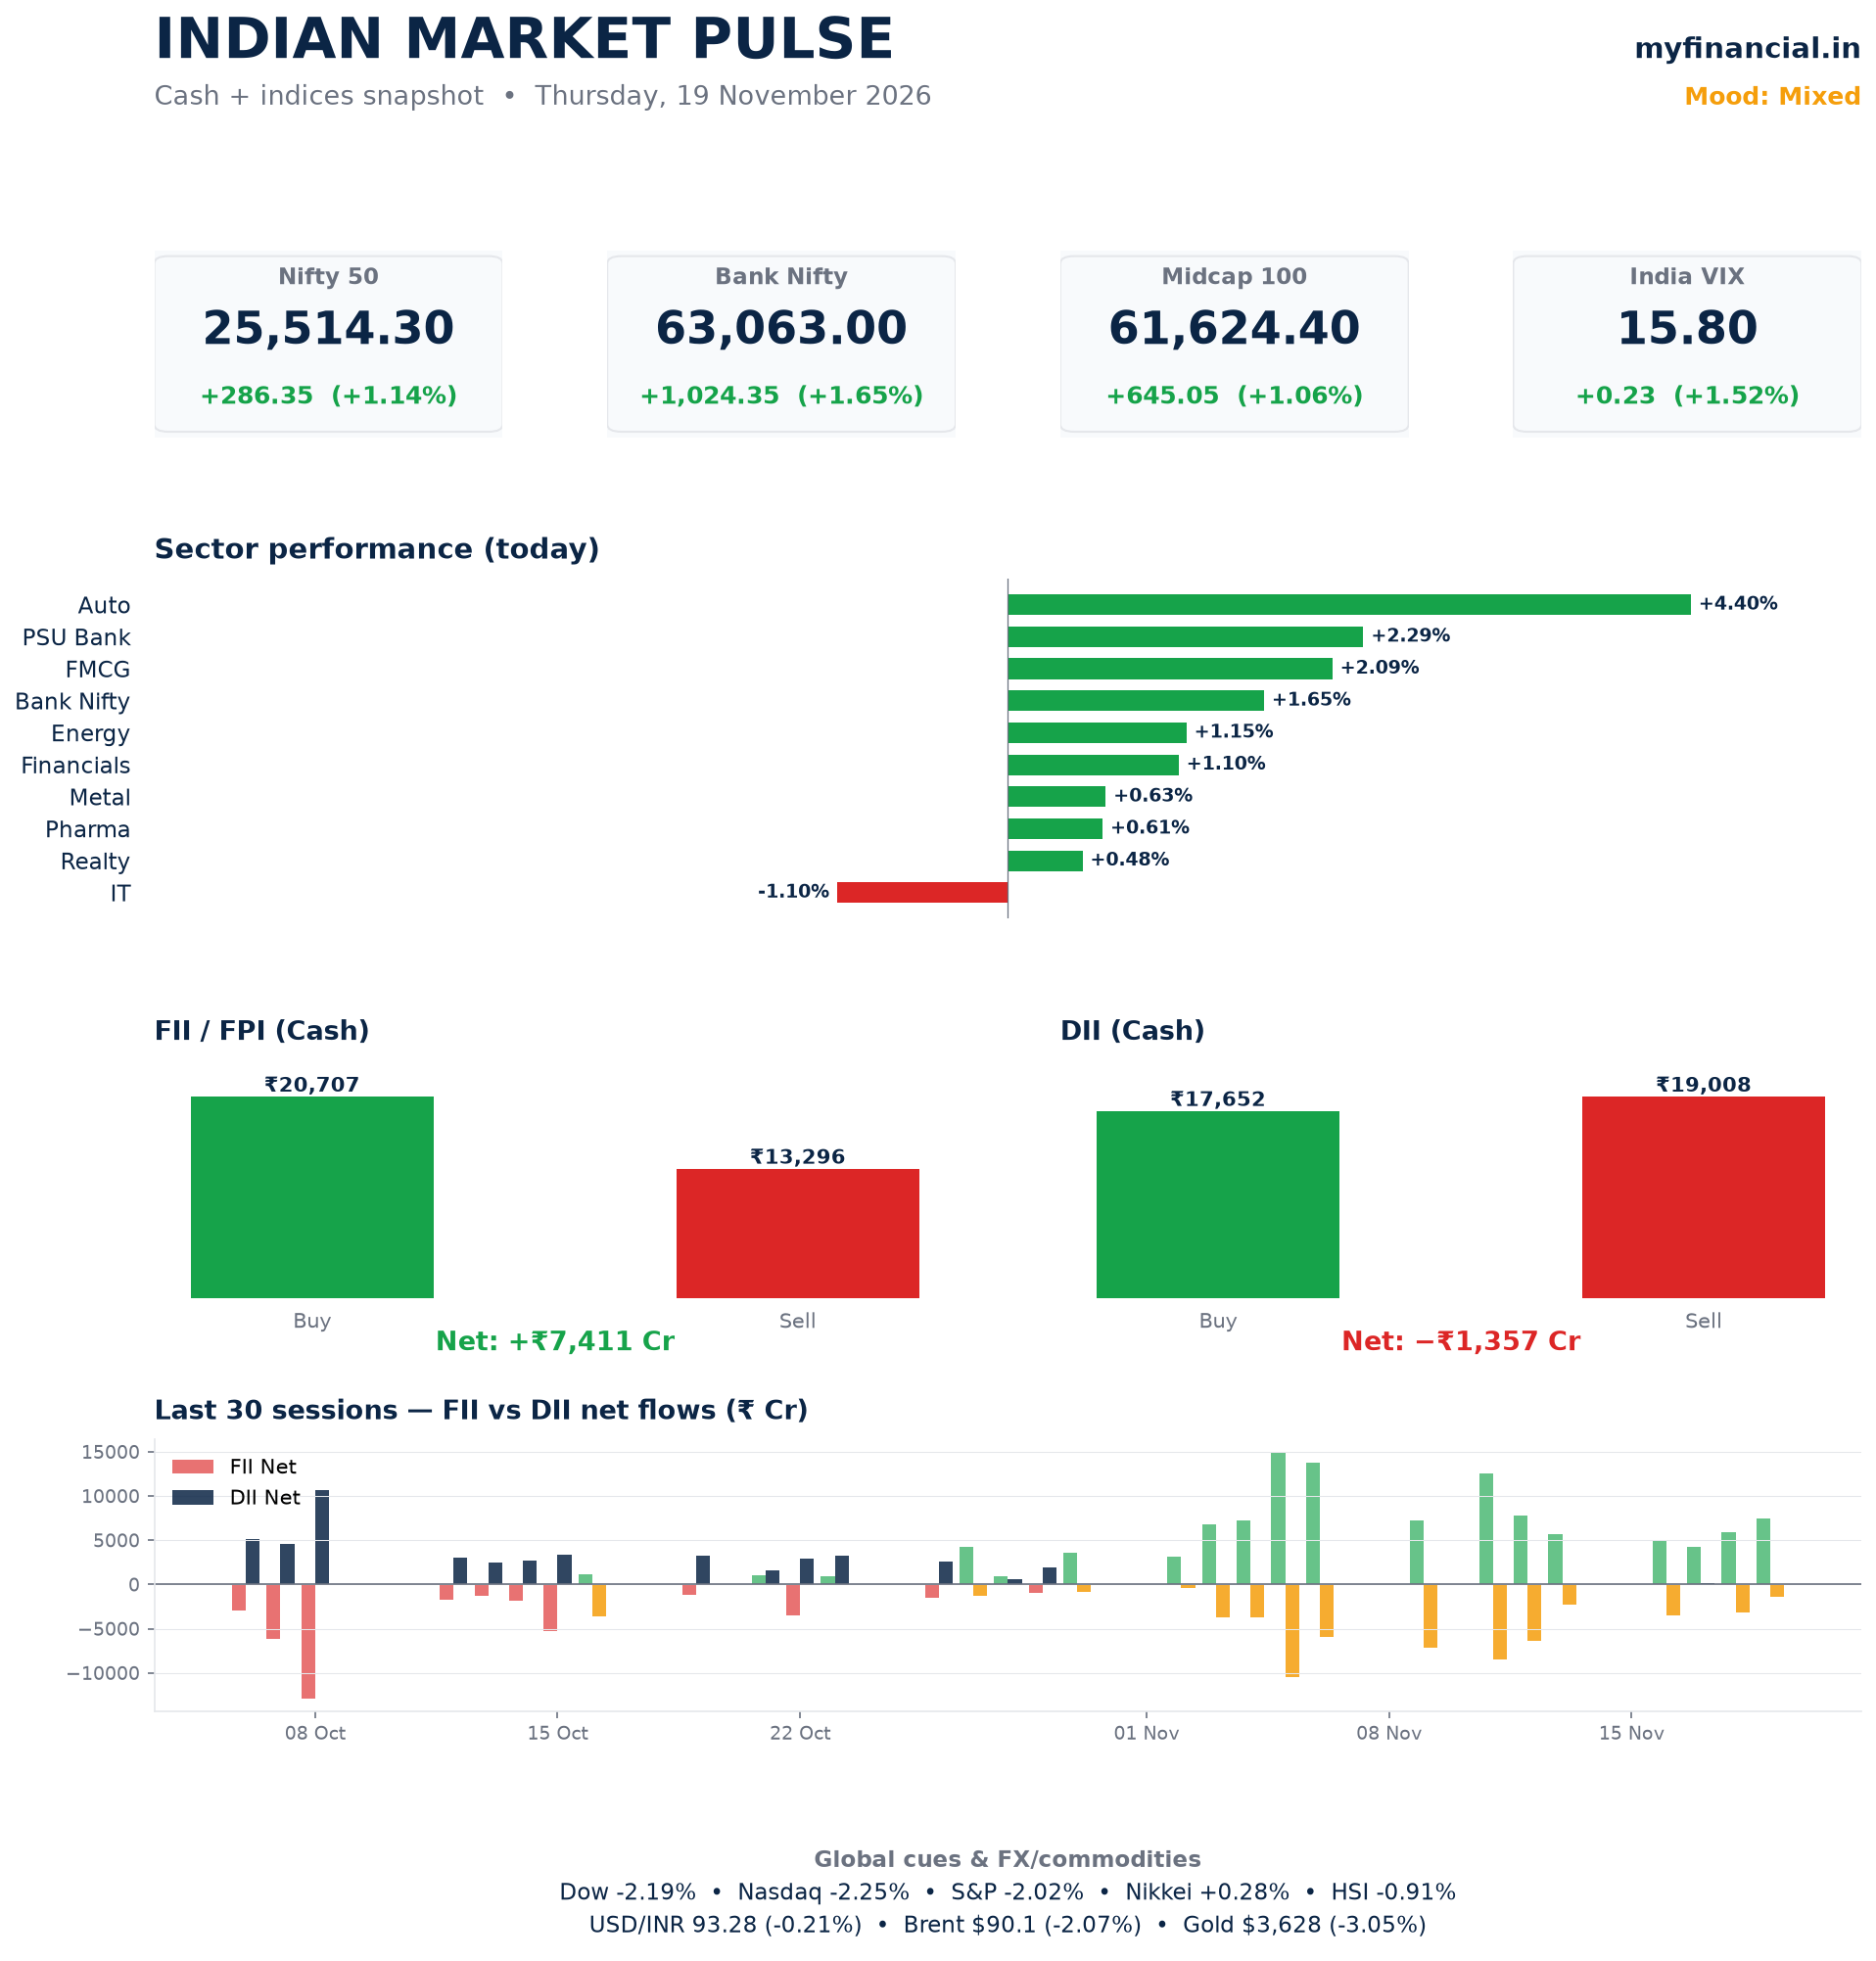 INDIAN MARKET PULSE
myfinancial.in
Cash + indices snapshot • Thursday, 19 November 2026
Mood: Mixed
Nifty 50
25,514.30
+286.35 (+1.14%)
Bank Nifty
63,063.00
+1,024.35 (+1.65%)
Midcap 100
61,624.40
+645.05 (+1.06%)
India VIX
15.80
+0.23 (+1.52%)
Sector performance (today)
Auto +4.40%
PSU Bank +2.29%
FMCG +2.09%
Bank Nifty +1.65%
Energy +1.15%
Financials +1.10%
Metal +0.63%
Pharma +0.61%
Realty +0.48%
IT -1.10%
FII / FPI (Cash)
₹20,707
₹13,296
Buy Sell
Net: +₹7,411 Cr
DII (Cash)
₹17,652
₹19,008
Buy Sell
Net: −₹1,357 Cr
Last 30 sessions — FII vs DII net flows (₹ Cr)
FII Net
DII Net
15000
10000
5000
0
−5000
−10000
08 Oct 15 Oct 22 Oct 01 Nov 08 Nov 15 Nov
Global cues & FX/commodities
Dow -2.19% • Nasdaq -2.25% • S&P -2.02% • Nikkei +0.28% • HSI -0.91%
USD/INR 93.28 (-0.21%) • Brent $90.1 (-2.07%) • Gold $3,628 (-3.05%)